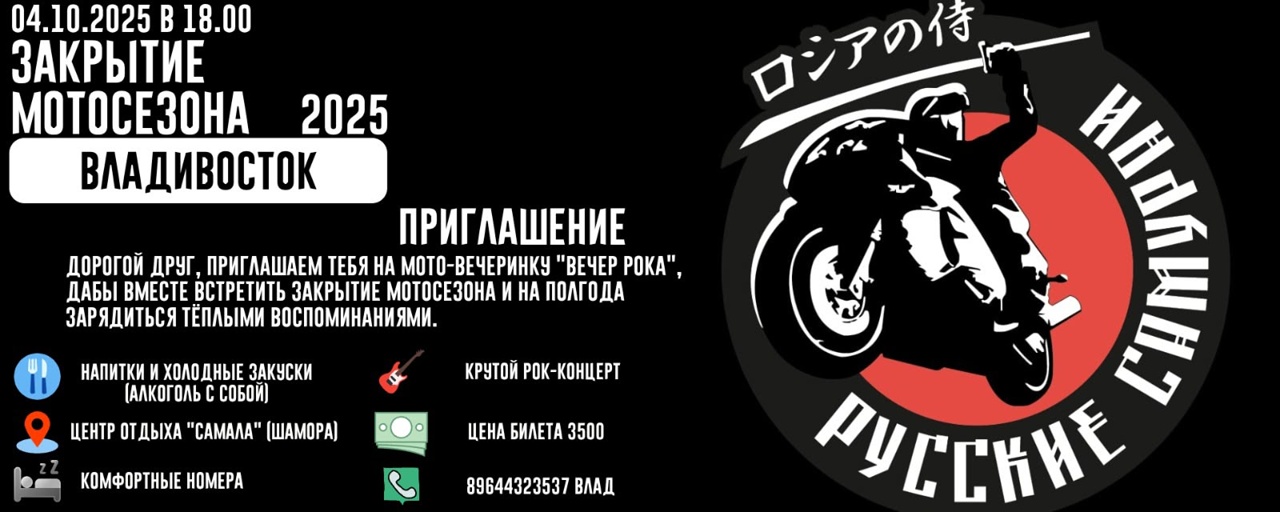 04.10.2025 В 18.00
ЗАКРЫТИЕ
МОТОСЕЗОНА 2025
ВЛАДИВОСТОК
ПРИГЛАШЕНИЕ
ДОРОГОЙ ДРУГ, ПРИГЛАШАЕМ ТЕБЯ НА МОТО-ВЕЧЕРИНКУ "ВЕЧЕР РОКА",
ДАБЫ ВМЕСТЕ ВСТРЕТИТЬ ЗАКРЫТИЕ МОТОСЕЗОНА И НА ПОЛГОДА
ЗАРЯДИТЬСЯ ТЁПЛЫМИ ВОСПОМИНАНИЯМИ.
НАПИТКИ И ХОЛОДНЫЕ ЗАКУСКИ
(АЛКОГОЛЬ С СОБОЙ)
ЦЕНТР ОТДЫХА "САМАЛА" (ШАМОРА)
Z Z
КОМФОРТНЫЕ НОМЕРА
КРУТОЙ РОК-КОНЦЕРТ
ЦЕНА БИЛЕТА 3500
89644323537 ВЛАД
ロシアの侍
РУССКИЕ САМУРАИ